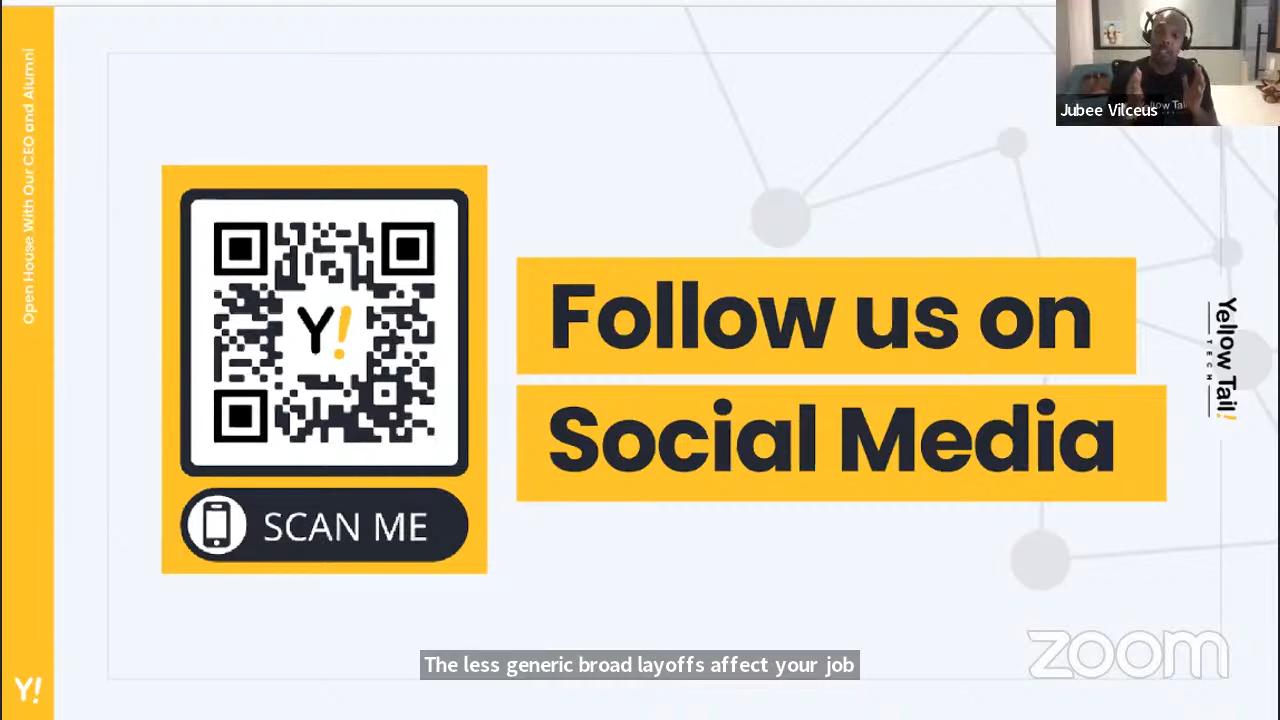 Open House With Our CEO and Alumni
Jubee Vilceus
Y!
Follow us on
Social Media
SCAN ME
Yellow Tail!
TECH
The less generic broad layoffs affect your job
zoom
Y!